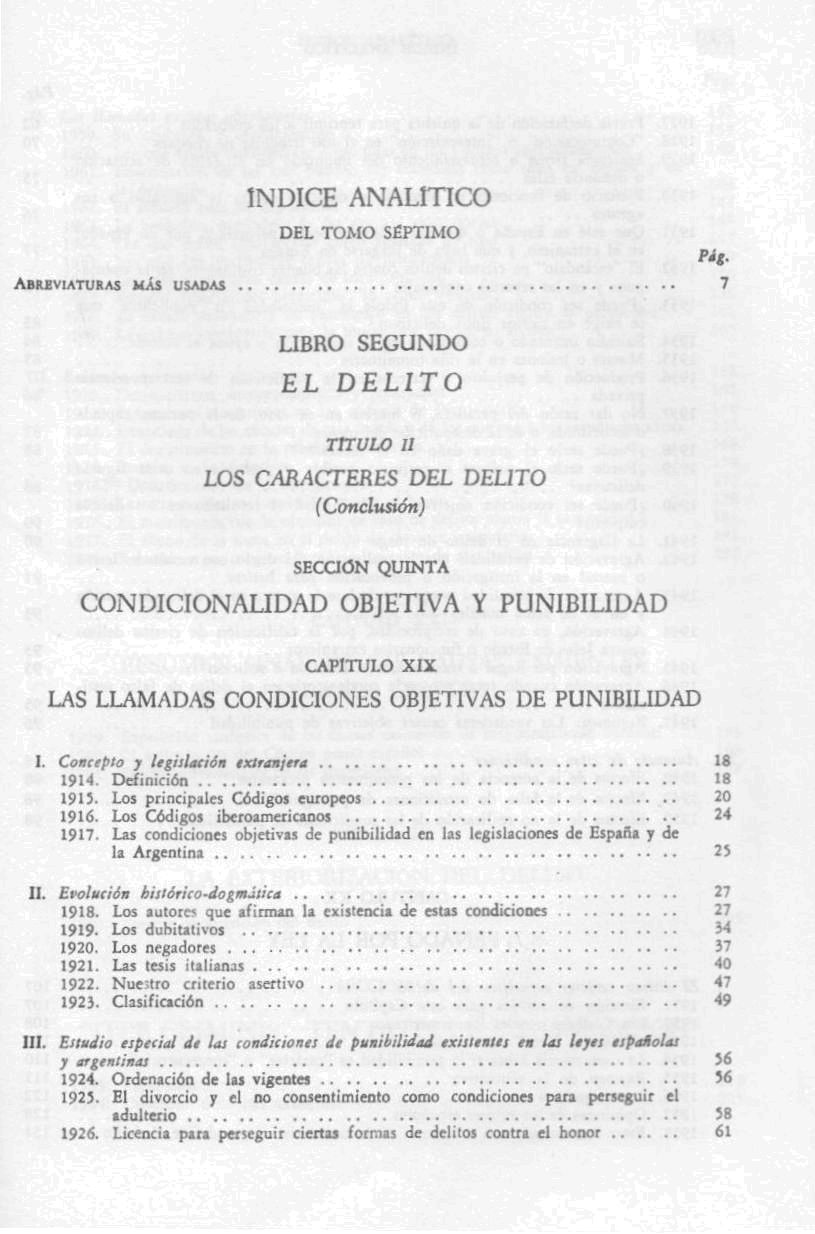 ÍNDICE ANALÍTICO
DEL TOMO SÉPTIMO
Pág.
ABREVIATURAS MÁS USADAS .................................. 7
LIBRO SEGUNDO
EL DELITO
TÍTULO II
LOS CARACTERES DEL DELITO
(Conclusión)
SECCIÓN QUINTA
CONDICIONALIDAD OBJETIVA Y PUNIBILIDAD
CAPÍTULO XIX
LAS LLAMADAS CONDICIONES OBJETIVAS DE PUNIBILIDAD
I. Concepto y legislación extranjera ............................ 18
1914. Definición ..................................... 18
1915. Los principales Códigos europeos ........................ 20
1916. Los Códigos iberoamericanos .......................... 24
1917. Las condiciones objetivas de punibilidad en las legislaciones de España y de
la Argentina .................................... 25
II. Evolución histórico-dogmática .............................. 27
1918. Los autores que afirman la existencia de estas condiciones .......... 27
1919. Los dubitativos .................................. 34
1920. Los negadores ................................... 37
1921. Las tesis italianas ................................. 40
1922. Nuestro criterio asertivo ............................ 47
1923. Clasificación .................................... 49
III. Estudio especial de las condiciones de punibilidad existentes en las leyes españolas
y argentinas ........................................ 56
1924. Ordenación de las vigentes ............................ 56
1925. El divorcio y el no consentimiento como condiciones para perseguir el
adulterio ...................................... 58
1926. Licencia para perseguir ciertas formas de delitos contra el honor ...... 61